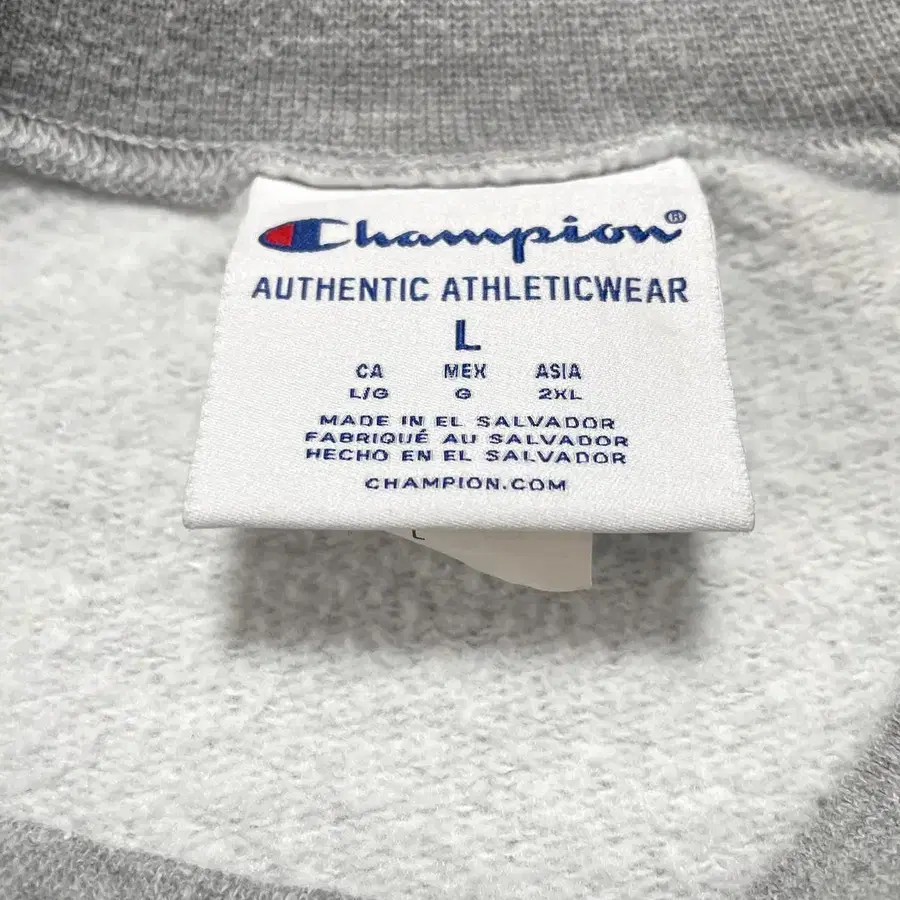 Champion®
AUTHENTIC ATHLETICWEAR
L
CA MEX ASIA
L/G G 2XL
MADE IN EL SALVADOR
FABRIQUÉ AU SALVADOR
HECHO EN EL SALVADOR
CHAMPION.COM
L